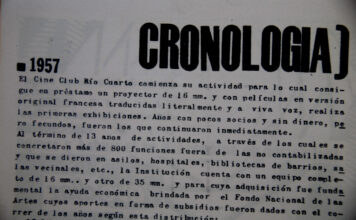 CRONOLOGIA)
1957
El Cine Club Río Cuarto comienza su actividad para lo cual consi-
gue en préstamo un proyector de 16 mm. y con películas en versión
original francesa traducidas literalmente y a viva voz, realiza
las primeras exhibiciones. Años con pocos socios y sin dinero, pe
ro fecundos, fueron los que continuaron inmediatamente.
Al término de 13 años de actividades, a través de los cuales se
concretaron más de 800 funciones fuera de las no contabilizadas
y que se dieron en asilos, hospitales, bibliotecas de barrios, sa
las vecinales, etc., la Institución cuenta con un equipo comple-
to de 16 mm. y otro de 35 mm. y para cuya adquisición fue funda-
mental la ayuda económica brindada por el Fondo Nacional de las
Artes cuyos aportes en forma de subsidios fueron dados con el co-
rrer de los años según esta distribución: